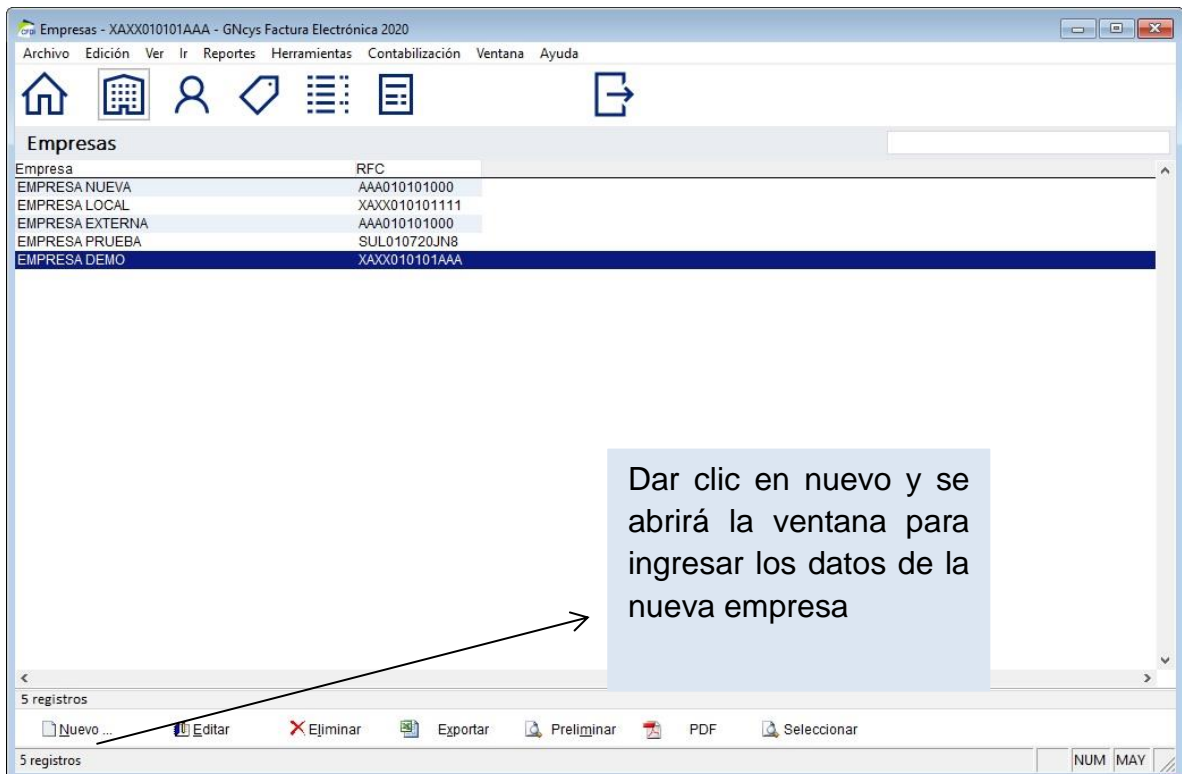 Empresas - XAXX010101AAA - GNcys Factura Electrónica 2020
Archivo Edición Ver Ir Reportes Herramientas Contabilización Ventana Ayuda
Empresas
Empresa RFC
EMPRESA NUEVA AAA010101000
EMPRESA LOCAL XAXX010101111
EMPRESA EXTERNA AAA010101000
EMPRESA PRUEBA SUL010720JN8
EMPRESA DEMO XAXX010101AAA
Dar clic en nuevo y se
abrirá la ventana para
ingresar los datos de la
nueva empresa
5 registros
Nuevo ... Editar Eliminar Exportar Preliminar PDF Seleccionar
5 registros NUM MAY